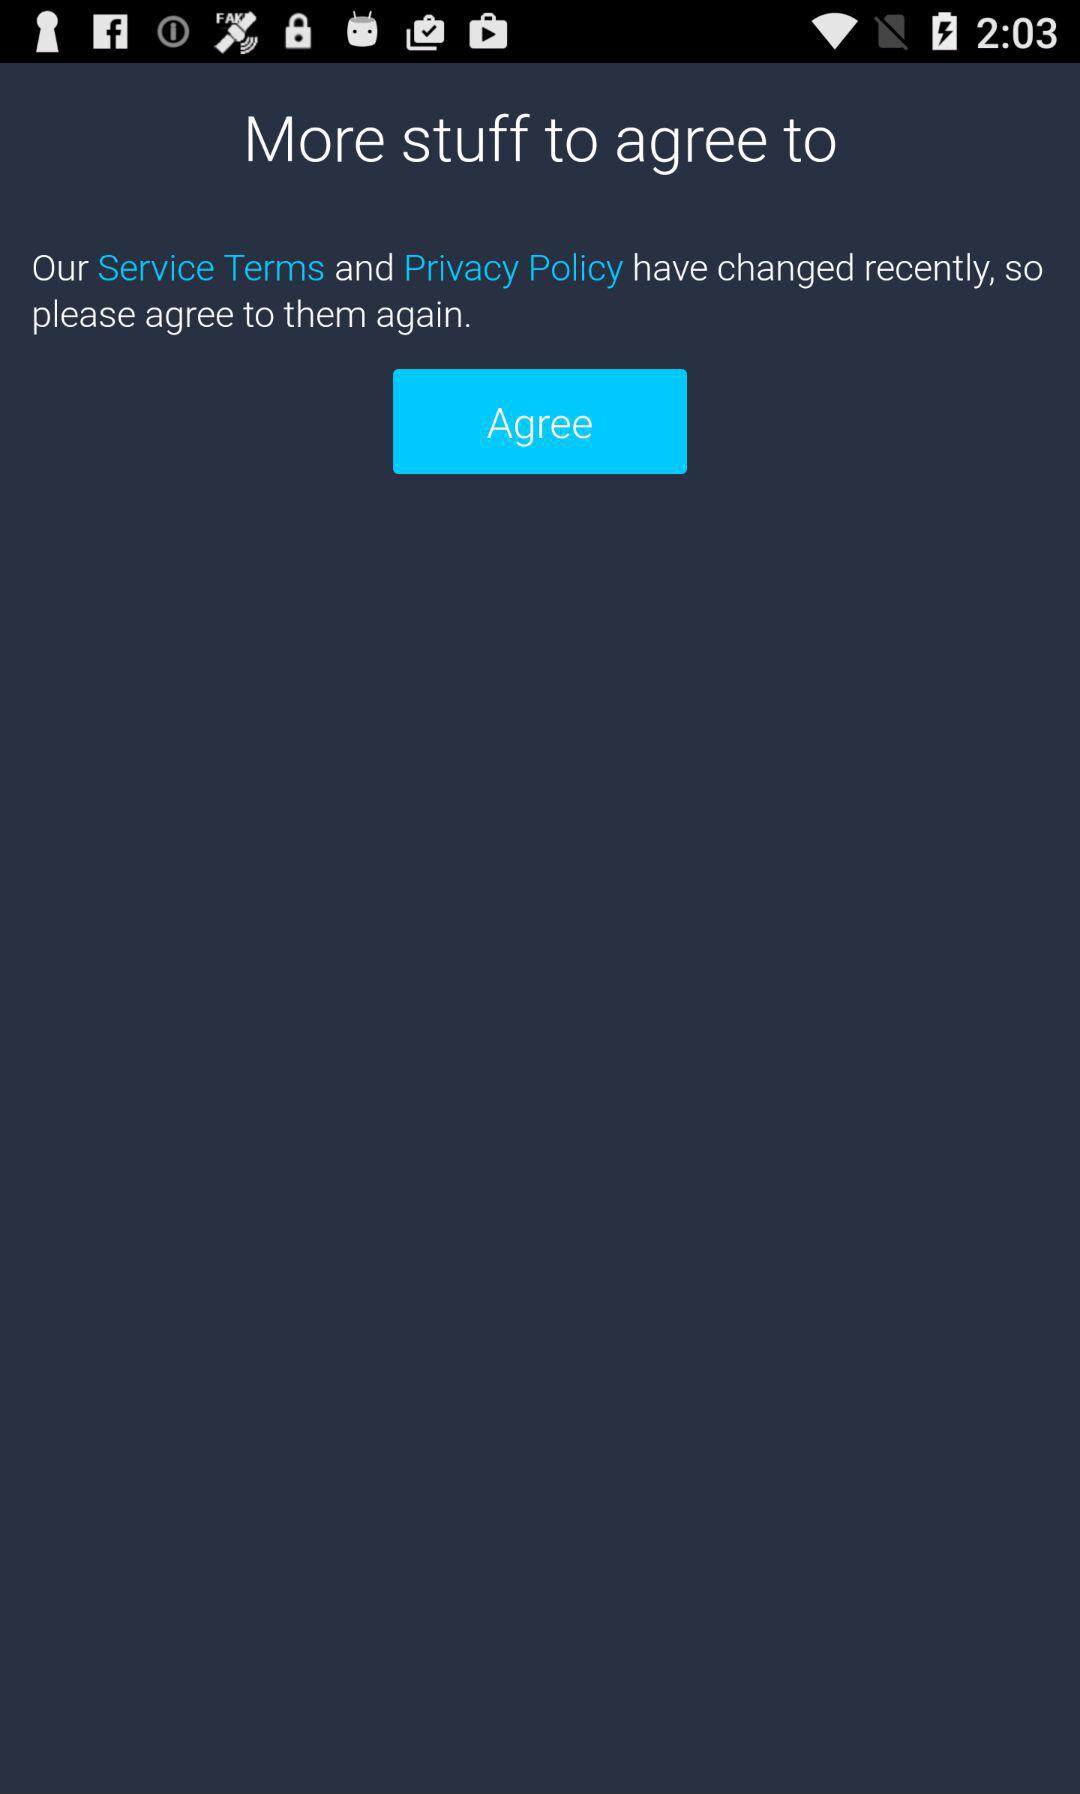 FAKE 2:03
More stuff to agree to
Our Service Terms and Privacy Policy have changed recently, so
please agree to them again.
Agree